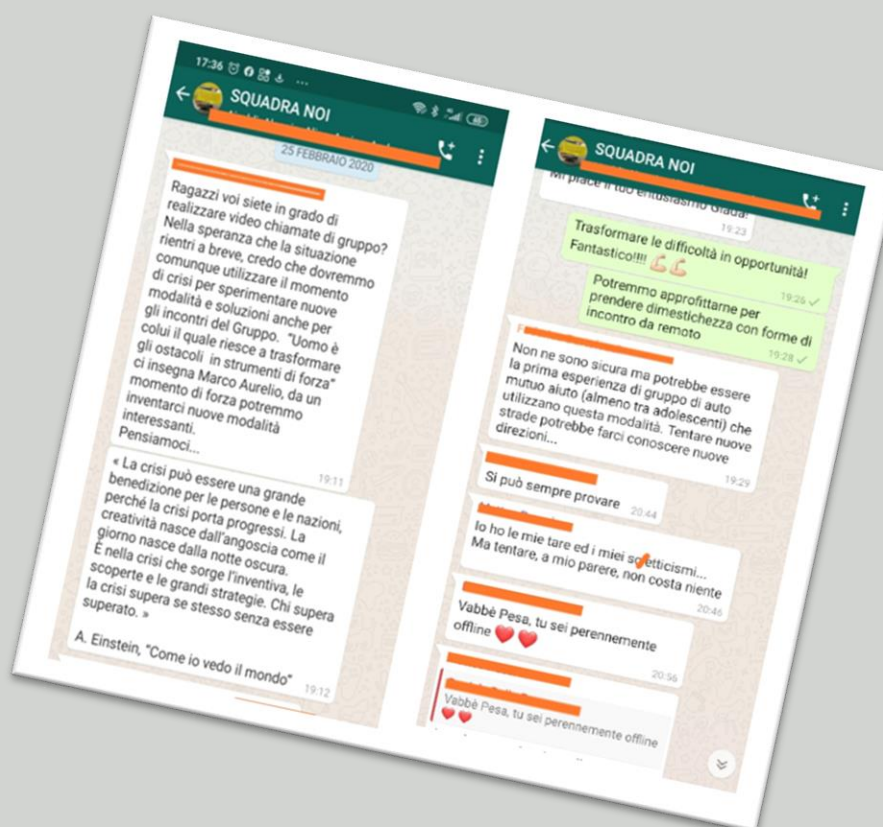 17:36
...
48
SQUADRA NOI
25 FEBBRAIO 2020
Ragazzi voi siete in grado di
realizzare video chiamate di gruppo?
Nella speranza che la situazione
rientri a breve, credo che dovremmo
comunque utilizzare il momento
di crisi per sperimentare nuove
modalità e soluzioni anche per
gli incontri del Gruppo. "Uomo è
colui il quale riesce a trasformare
gli ostacoli in strumenti di forza"
ci insegna Marco Aurelio, da un
momento di forza potremmo
inventarci nuove modalità
interessanti.
Pensiamoci...
19:11
« La crisi può essere una grande
benedizione per le persone e le nazioni,
perché la crisi porta progressi. La
creatività nasce dall'angoscia come il
giorno nasce dalla notte oscura.
È nella crisi che sorge l'inventiva, le
scoperte e le grandi strategie. Chi supera
la crisi supera se stesso senza essere
superato. »
A. Einstein, "Come io vedo il mondo"
19:12
SQUADRA NOI
Mi piace il tuo entusiasmo Giada!
19:23
Trasformare le difficoltà in opportunità!
Fantastico!!!! 💪💪
19:26
Potremmo approfittarne per
prendere dimestichezza con forme di
incontro da remoto
19:28
Non ne sono sicura ma potrebbe essere
la prima esperienza di gruppo di auto
mutuo aiuto (almeno tra adolescenti) che
utilizzano questa modalità. Tentare nuove
strade potrebbe farci conoscere nuove
direzioni...
19:29
Si può sempre provare
20:44
Io ho le mie tare ed i miei scetticismi...
Ma tentare, a mio parere, non costa niente
20:46
Vabbè Pesa, tu sei perennemente
offline ❤️❤️
20:56
Vabbè Pesa, tu sei perennemente offline
❤️❤️